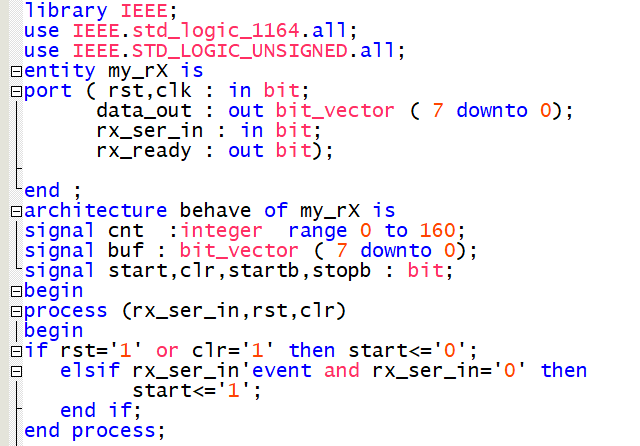 library IEEE;
use IEEE.std_logic_1164.all;
use IEEE.STD_LOGIC_UNSIGNED.all;
entity my_rX is
port ( rst,clk : in bit;
data_out : out bit_vector ( 7 downto 0);
rx_ser_in : in bit;
rx_ready : out bit);
end ;
architecture behave of my_rX is
signal cnt  :integer  range 0 to 160;
signal buf : bit_vector ( 7 downto 0);
signal start,clr,startb,stopb : bit;
begin
process (rx_ser_in,rst,clr)
begin
if rst='1' or clr='1' then start<='0';
elsif rx_ser_in'event and rx_ser_in='0' then
start<='1';
end if;
end process;